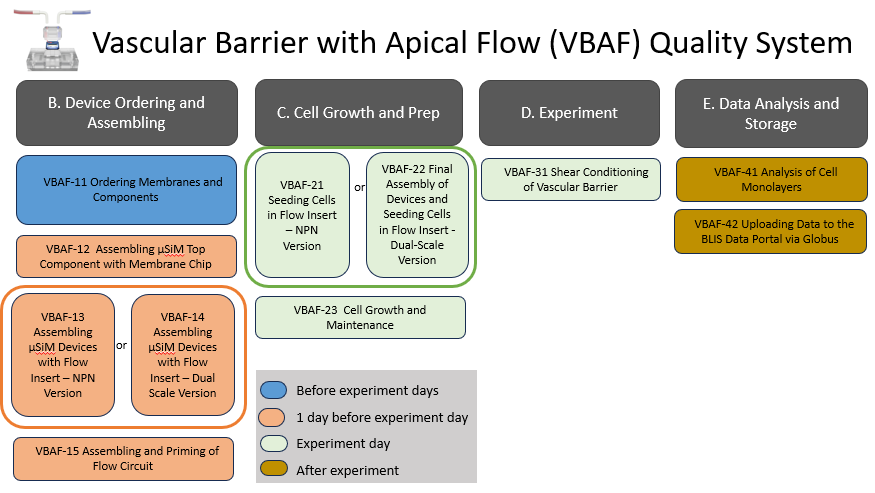 Vascular Barrier with Apical Flow (VBAF) Quality System
B. Device Ordering and
Assembling
VBAF-11 Ordering Membranes and
Components
VBAF-12  Assembling µSiM Top
Component with Membrane Chip
VBAF-13
Assembling
µSiM Devices
with Flow
Insert – NPN
Version
or
VBAF-14
Assembling
µSiM Devices
with Flow
Insert – Dual
Scale Version
VBAF-15 Assembling and Priming of
Flow Circuit
C. Cell Growth and Prep
VBAF-21
Seeding Cells
in Flow Insert
– NPN
Version
or
VBAF-22 Final
Assembly of
Devices and
Seeding Cells
in Flow Insert -
Dual-Scale
Version
VBAF-23  Cell Growth and
Maintenance
D. Experiment
VBAF-31 Shear Conditioning
of Vascular Barrier
E. Data Analysis and
Storage
VBAF-41 Analysis of Cell
Monolayers
VBAF-42 Uploading Data to the
BLIS Data Portal via Globus
Before experiment days
1 day before experiment day
Experiment day
After experiment